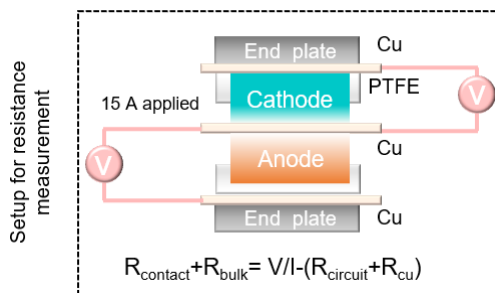 Setup for resistance
measurement
End plate
Cu
Cathode
PTFE
V
15 A applied
Cu
Anode
V
End plate
Cu
R_contact+R_bulk= V/I-(R_circuit+R_cu)